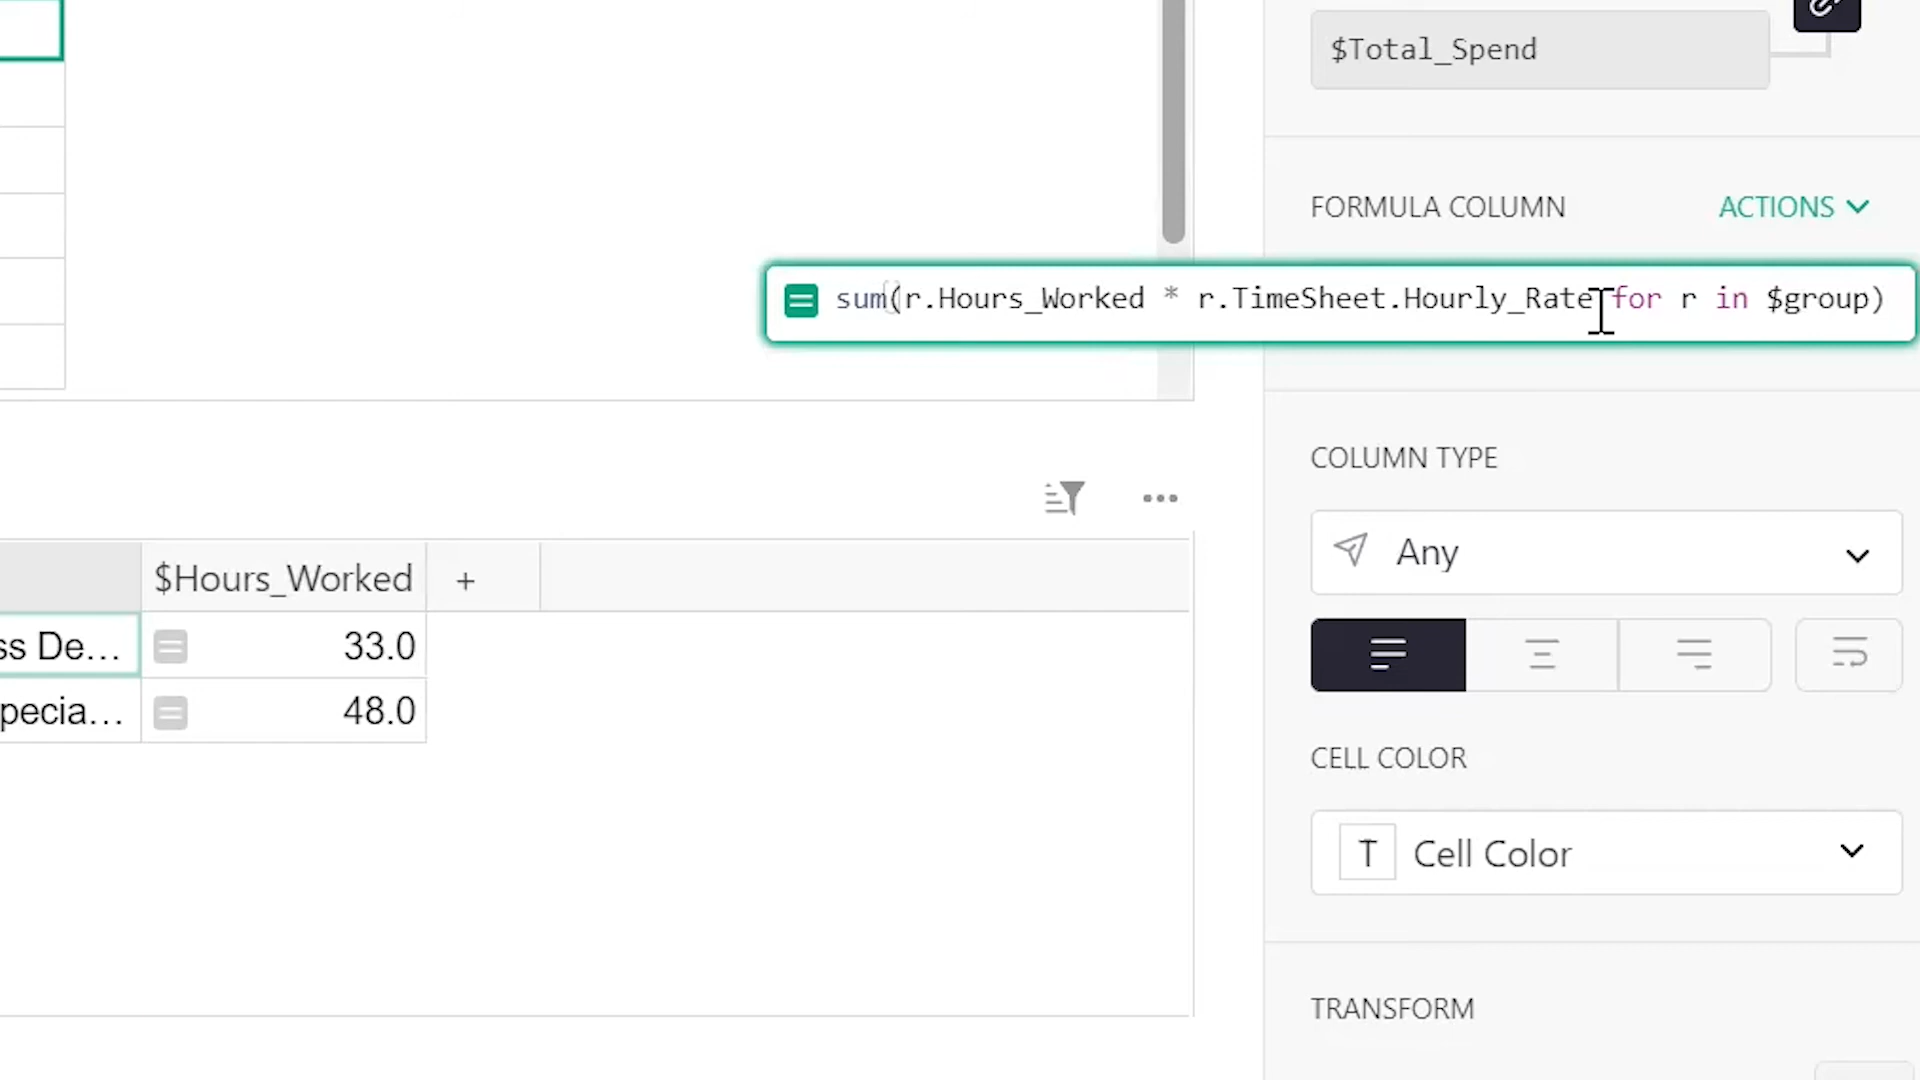 $Total_Spend
FORMULA COLUMN
ACTIONS
sum(r.Hours_Worked * r.TimeSheet.Hourly_Rate for r in $group)
COLUMN TYPE
Any
$Hours_Worked
+
ss De...
33.0
pecia...
48.0
CELL COLOR
T Cell Color
TRANSFORM